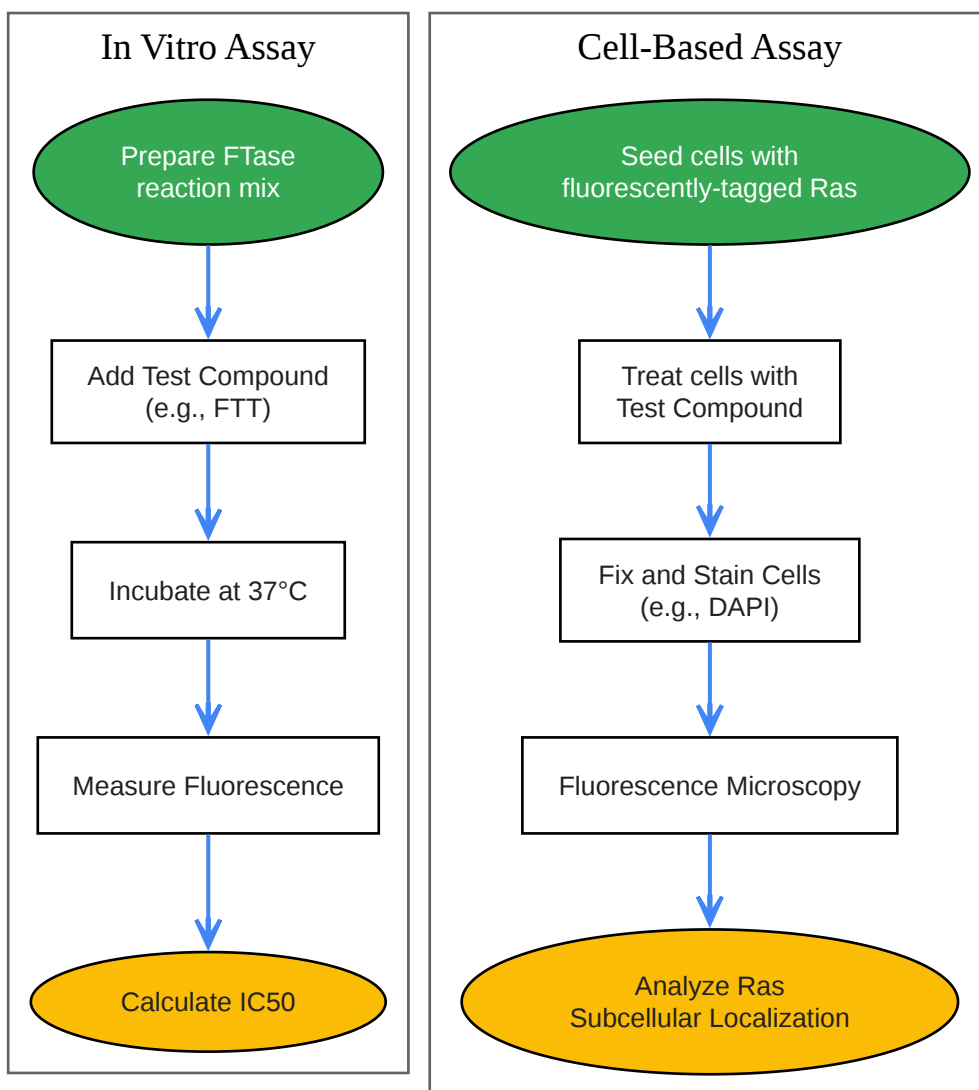 In Vitro Assay
Prepare FTase
reaction mix
Add Test Compound
(e.g., FTT)
Incubate at 37°C
Measure Fluorescence
Calculate IC50
Cell-Based Assay
Seed cells with
fluorescently-tagged Ras
Treat cells with
Test Compound
Fix and Stain Cells
(e.g., DAPI)
Fluorescence Microscopy
Analyze Ras
Subcellular Localization